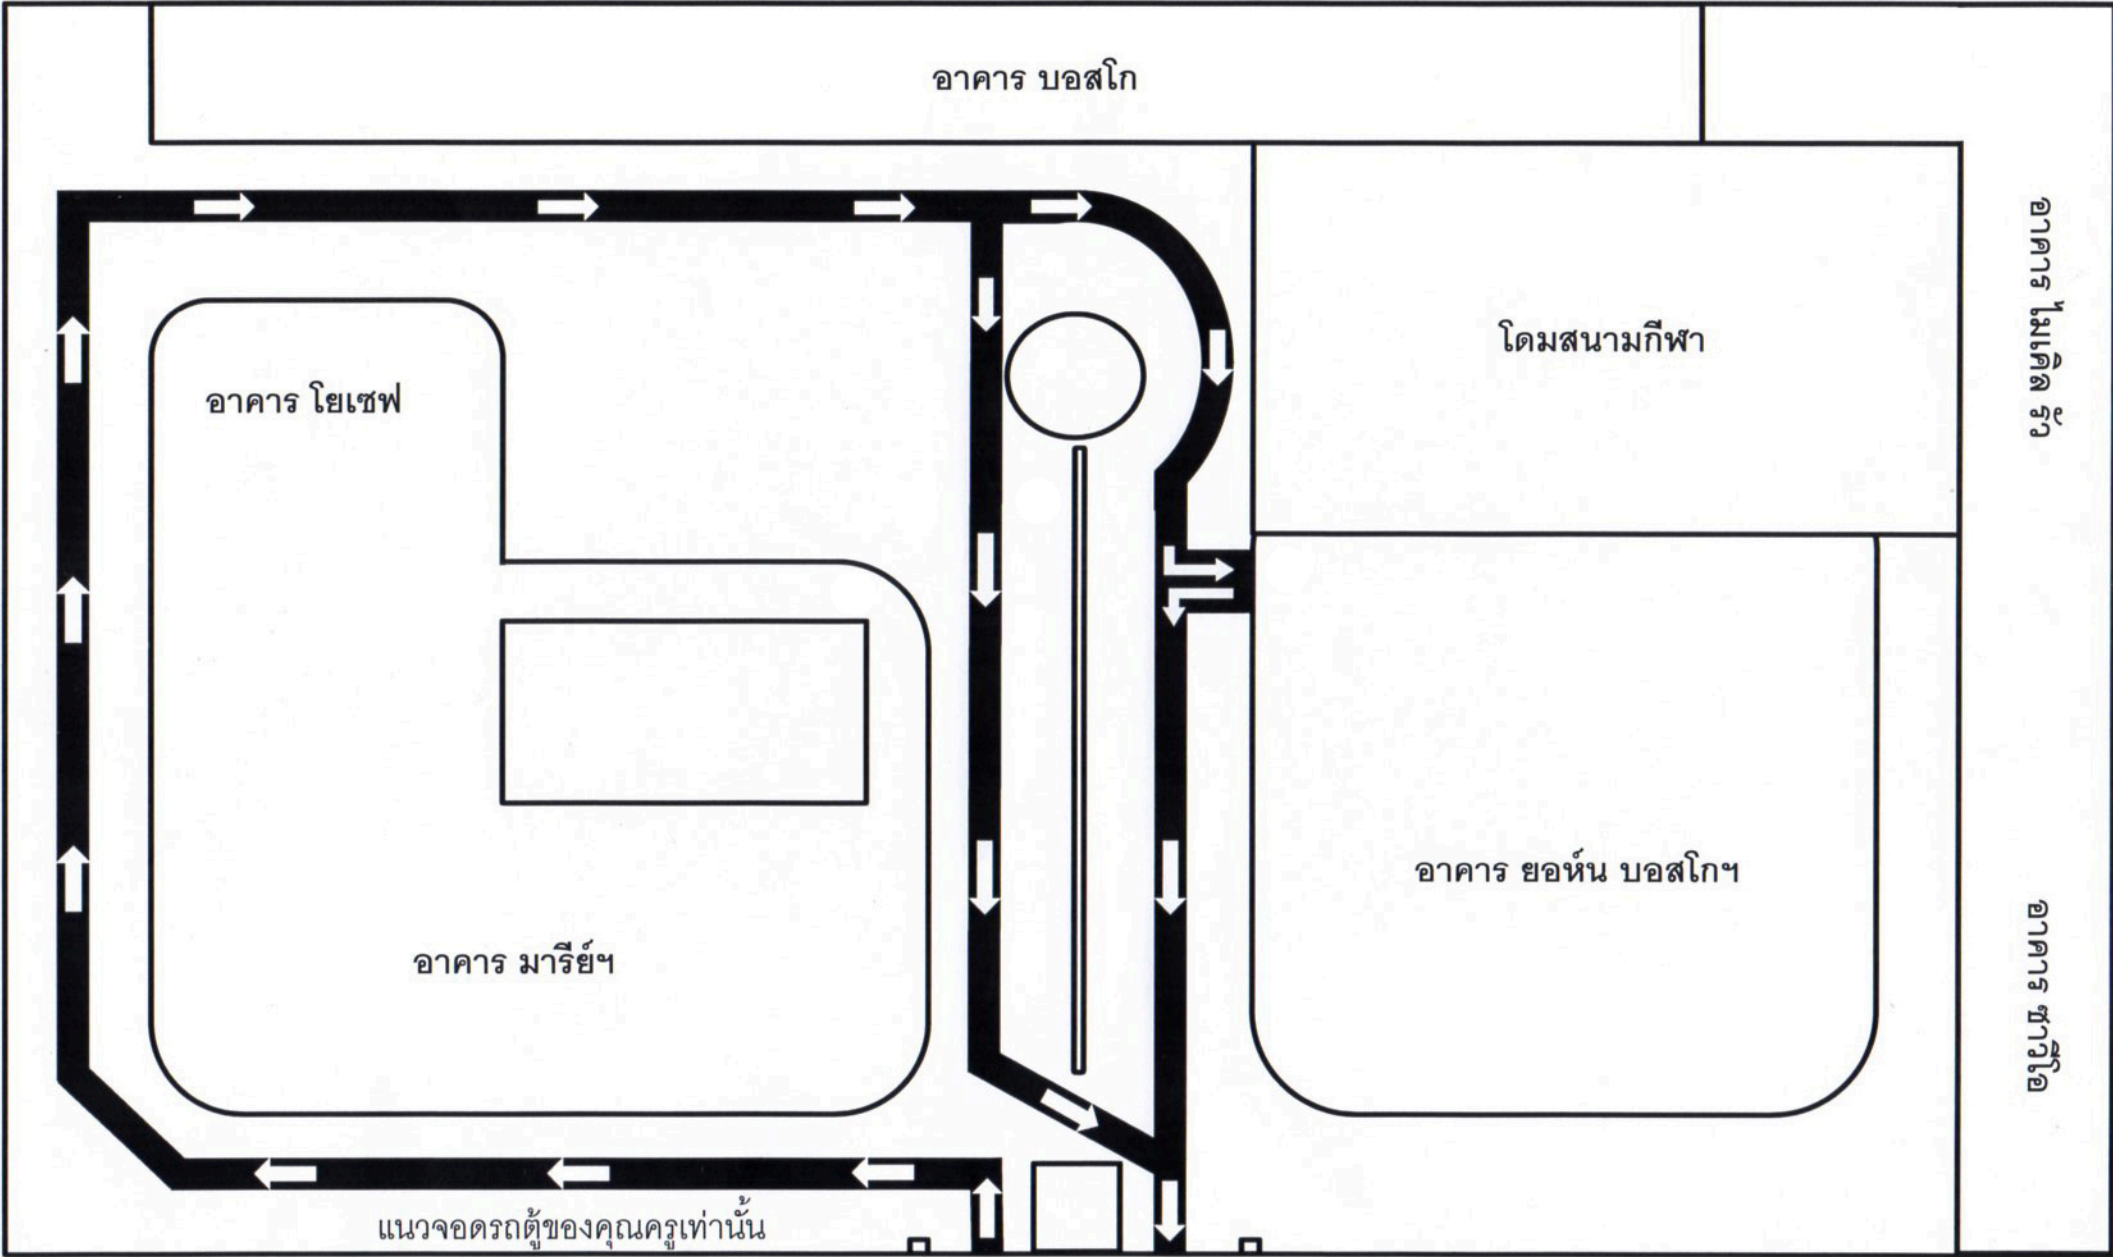 อาคาร บอสโก
อาคาร ไมเคิล รัว
โดมสนามกีฬา
อาคาร โยเซฟ
อาคาร ยอห์น บอสโกฯ
อาคาร มารีย์ฯ
อาคาร ซาวีโอ
แนวจอดรถตู้ของคุณครูเท่านั้น